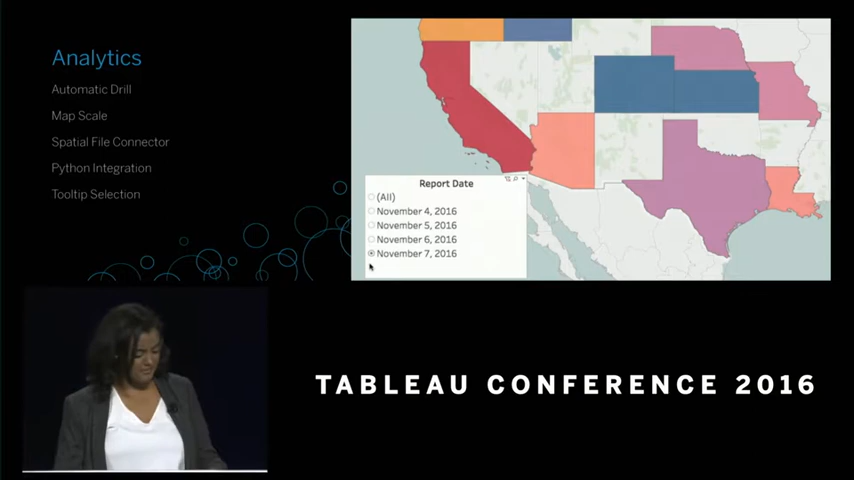 Analytics
Automatic Drill
Map Scale
Spatial File Connector
Python Integration
Tooltip Selection
Report Date
(All)
November 4, 2016
November 5, 2016
November 6, 2016
November 7, 2016
TABLEAU CONFERENCE 2016